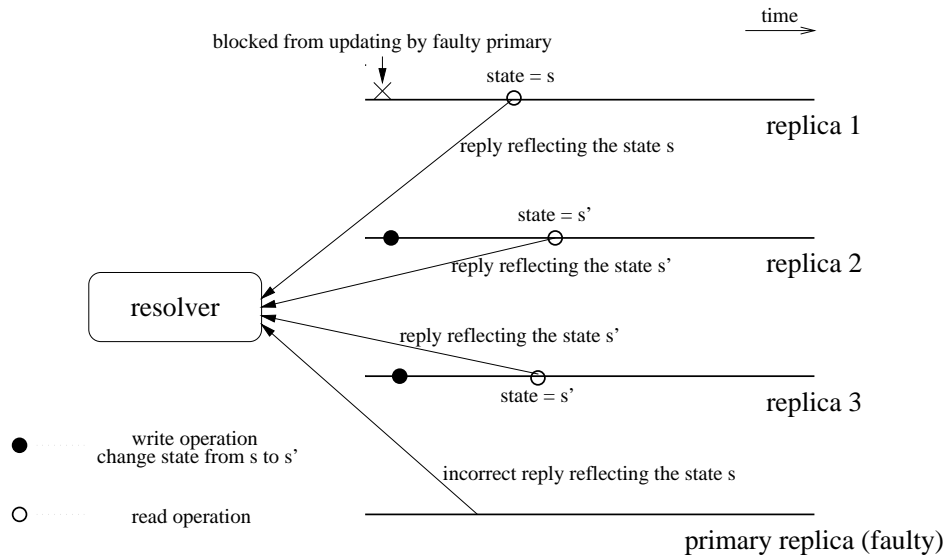 time
blocked from updating by faulty primary
state = s
replica 1
reply reflecting the state s
state = s’
replica 2
reply reflecting the state s’
resolver
reply reflecting the state s’
state = s’
replica 3
write operation
change state from s to s’
incorrect reply reflecting the state s
read operation
primary replica (faulty)